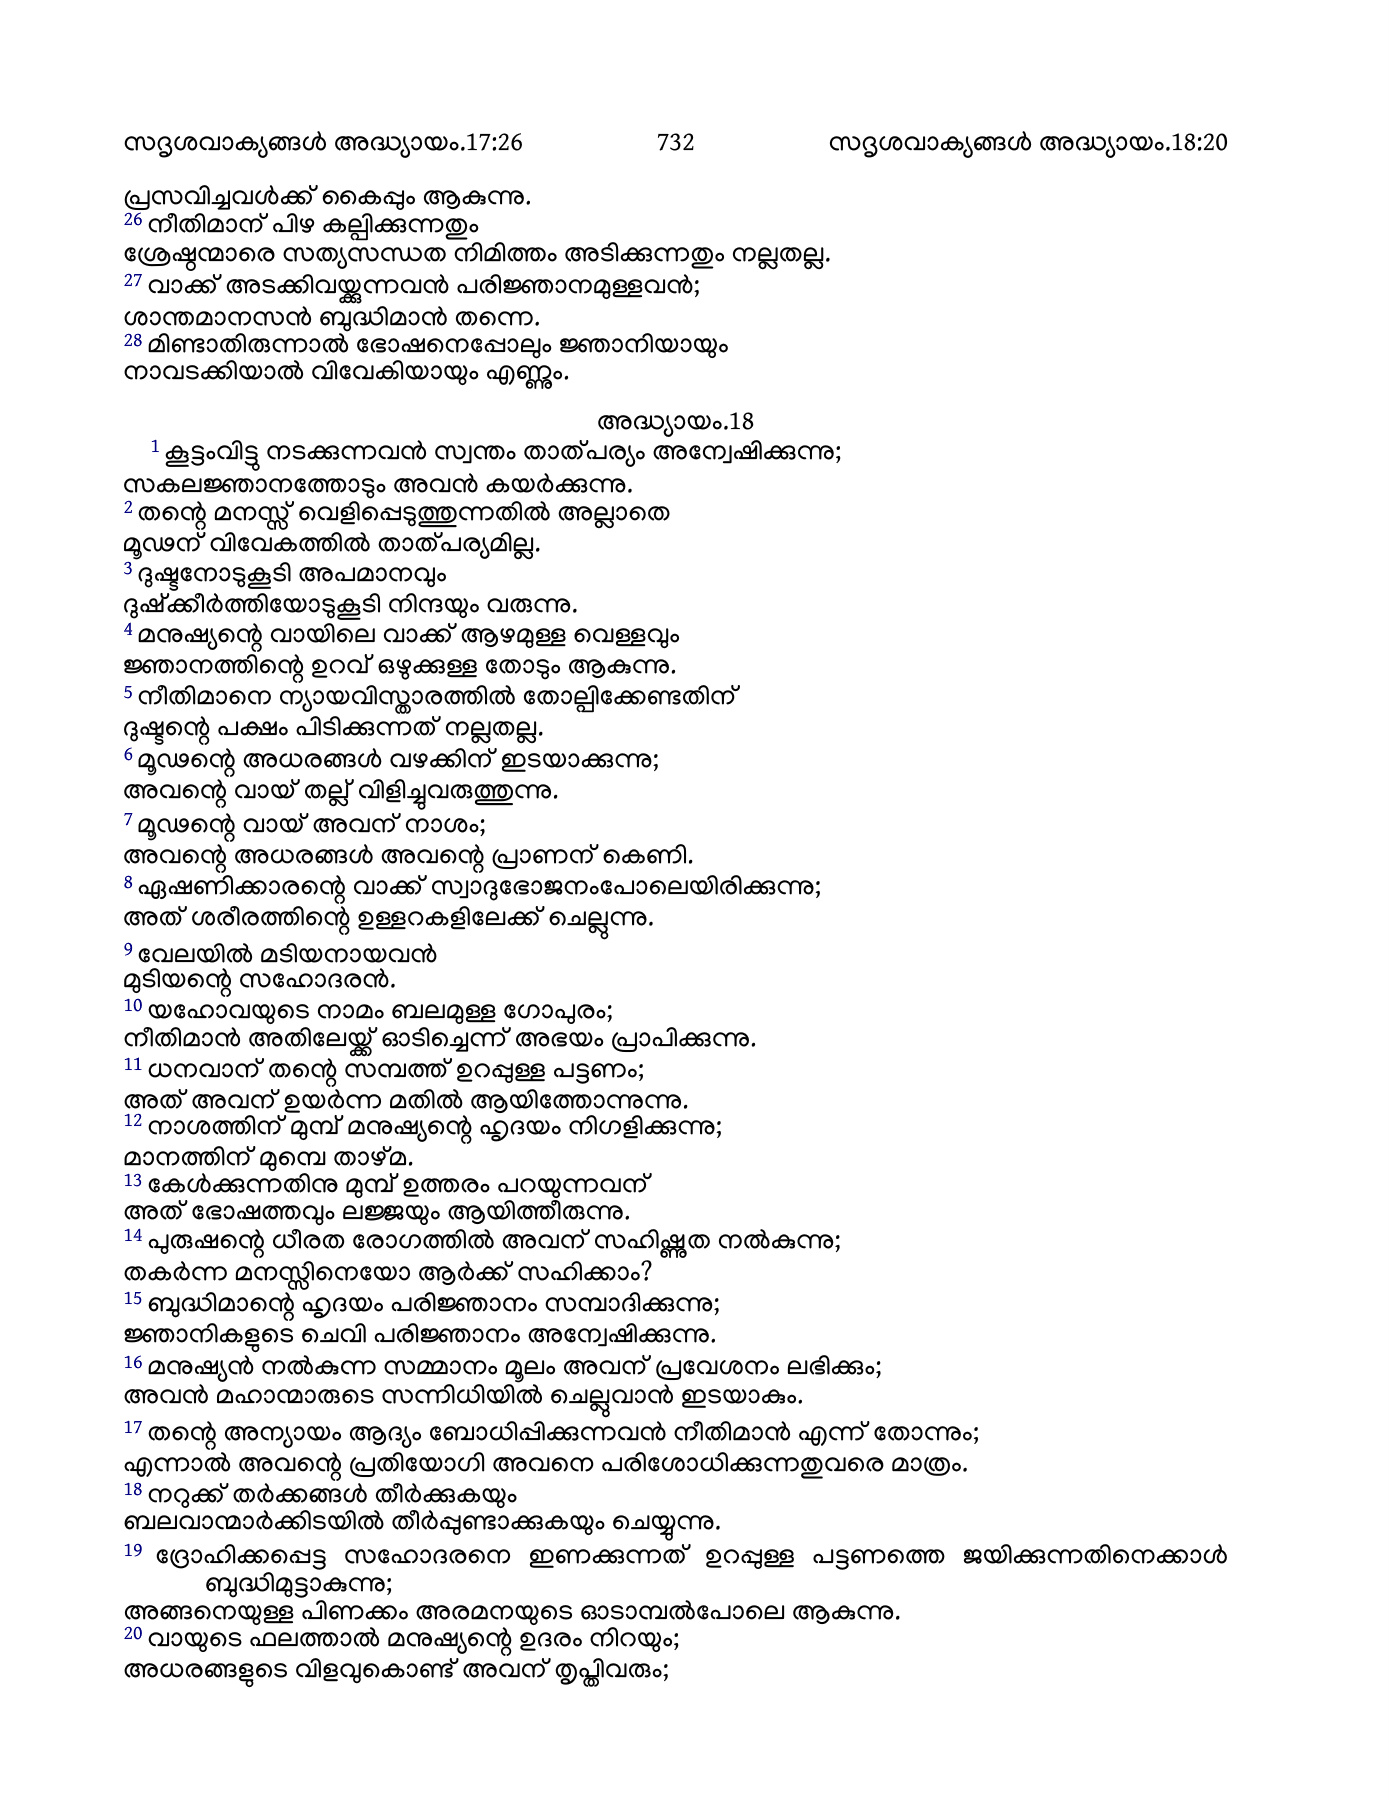 സദൃശവാക്യങ്ങൾ അദ്ധ്യായം.17:26 732 സദൃശവാക്യങ്ങൾ അദ്ധ്യായം.18:20
പ്രസവിച്ചവൾക്ക് കൈപ്പും ആകുന്നു.
26 നീതിമാന് പിഴ കല്പിക്കുന്നതും
ശ്രേഷ്ഠന്മാരെ സത്യസന്ധത നിമിത്തം അടിക്കുന്നതും നല്ലതല്ല.
27 വാക്ക് അടക്കിവയ്ക്കുന്നവൻ പരിജ്ഞാനമുള്ളവൻ;
ശാന്തമാനസൻ ബുദ്ധിമാൻ തന്നെ.
28 മിണ്ടാതിരുന്നാൽ ഭോഷനെപ്പോലും ജ്ഞാനിയായും
നാവടക്കിയാൽ വിവേകിയായും എണ്ണും.
അദ്ധ്യായം.18
1 കൂട്ടംവിട്ടു നടക്കുന്നവൻ സ്വന്തം താത്പര്യം അന്വേഷിക്കുന്നു;
സകലജ്ഞാനത്തോടും അവൻ കയർക്കുന്നു.
2 തന്റെ മനസ്സ് വെളിപ്പെടുത്തുന്നതിൽ അല്ലാതെ
മൂഢന് വിവേകത്തിൽ താത്പര്യമില്ല.
3 ദുഷ്ടനോടുകൂടി അപമാനവും
ദുഷ്ക്കീർത്തിയോടുകൂടി നിന്ദയും വരുന്നു.
4 മനുഷ്യന്റെ വായിലെ വാക്ക് ആഴമുള്ള വെള്ളവും
ജ്ഞാനത്തിന്റെ ഉറവ് ഒഴുക്കുള്ള തോടും ആകുന്നു.
5 നീതിമാനെ ന്യായവിസ്താരത്തിൽ തോല്പിക്കേണ്ടതിന്
ദുഷ്ടന്റെ പക്ഷം പിടിക്കുന്നത് നല്ലതല്ല.
6 മൂഢന്റെ അധരങ്ങൾ വഴക്കിന് ഇടയാക്കുന്നു;
അവന്റെ വായ് തല്ല് വിളിച്ചുവരുത്തുന്നു.
7 മൂഢന്റെ വായ് അവന് നാശം;
അവന്റെ അധരങ്ങൾ അവന്റെ പ്രാണന് കെണി.
8 ഏഷണിക്കാരന്റെ വാക്ക് സ്വാദുഭോജനംപോലെയിരിക്കുന്നു;
അത് ശരീരത്തിന്റെ ഉള്ളറകളിലേക്ക് ചെല്ലുന്നു.
9 വേലയിൽ മടിയനായവൻ
മുടിയന്റെ സഹോദരൻ.
10 യഹോവയുടെ നാമം ബലമുള്ള ഗോപുരം;
നീതിമാൻ അതിലേയ്ക്ക് ഓടിച്ചെന്ന് അഭയം പ്രാപിക്കുന്നു.
11 ധനവാന് തന്റെ സമ്പത്ത് ഉറപ്പുള്ള പട്ടണം;
അത് അവന് ഉയർന്ന മതിൽ ആയിത്തോന്നുന്നു.
12 നാശത്തിന് മുമ്പ് മനുഷ്യന്റെ ഹൃദയം നിഗളിക്കുന്നു;
മാനത്തിന് മുമ്പെ താഴ്മ.
13 കേൾക്കുന്നതിനു മുമ്പ് ഉത്തരം പറയുന്നവന്
അത് ഭോഷത്തവും ലജ്ജയും ആയിത്തീരുന്നു.
14 പുരുഷന്റെ ധീരത രോഗത്തിൽ അവന് സഹിഷ്ണുത നൽകുന്നു;
തകർന്ന മനസ്സിനെയോ ആർക്ക് സഹിക്കാം?
15 ബുദ്ധിമാന്റെ ഹൃദയം പരിജ്ഞാനം സമ്പാദിക്കുന്നു;
ജ്ഞാനികളുടെ ചെവി പരിജ്ഞാനം അന്വേഷിക്കുന്നു.
16 മനുഷ്യൻ നൽകുന്ന സമ്മാനം മൂലം അവന് പ്രവേശനം ലഭിക്കും;
അവൻ മഹാന്മാരുടെ സന്നിധിയിൽ ചെല്ലുവാൻ ഇടയാകും.
17 തന്റെ അന്യായം ആദ്യം ബോധിപ്പിക്കുന്നവൻ നീതിമാൻ എന്ന് തോന്നും;
എന്നാൽ അവന്റെ പ്രതിയോഗി അവനെ പരിശോധിക്കുന്നതുവരെ മാത്രം.
18 നറുക്ക് തർക്കങ്ങൾ തീർക്കുകയും
ബലവാന്മാർക്കിടയിൽ തീർപ്പുണ്ടാക്കുകയും ചെയ്യുന്നു.
19 ദ്രോഹിക്കപ്പെട്ട സഹോദരനെ ഇണക്കുന്നത് ഉറപ്പുള്ള പട്ടണത്തെ ജയിക്കുന്നതിനെക്കാൾ
ബുദ്ധിമുട്ടാകുന്നു;
അങ്ങനെയുള്ള പിണക്കം അരമനയുടെ ഓടാമ്പൽപോലെ ആകുന്നു.
20 വായുടെ ഫലത്താൽ മനുഷ്യന്റെ ഉദരം നിറയും;
അധരങ്ങളുടെ വിളവുകൊണ്ട് അവന് തൃപ്തിവരും;